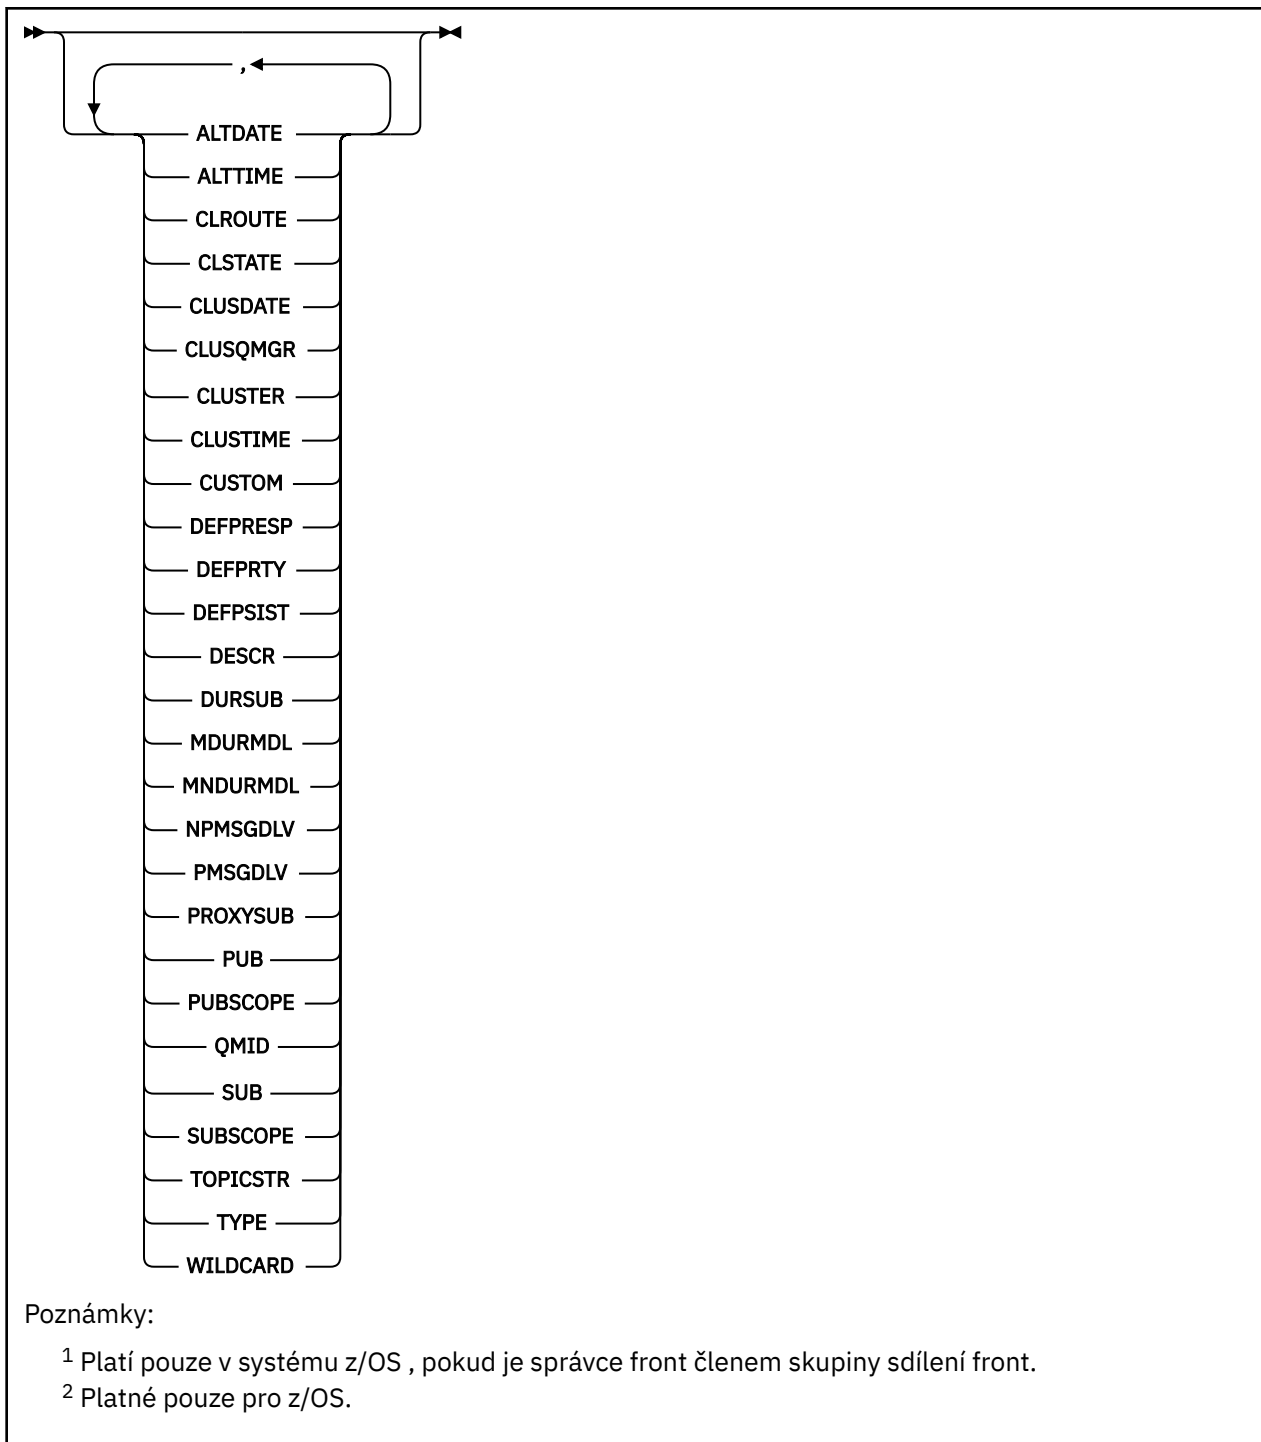 ,
ALTDATE
ALTTIME
CLROUTE
CLSTATE
CLUSDATE
CLUSQMGR
CLUSTER
CLUSTIME
CUSTOM
DEFPRESP
DEFPRTY
DEFPSIST
DESCR
DURSUB
MDURMDL
MNDURMDL
NPMSGDLV
PMSGDLV
PROXYSUB
PUB
PUBSCOPE
QMID
SUB
SUBSCOPE
TOPICSTR
TYPE
WILDCARD
Poznámky:
1 Platí pouze v systému z/OS , pokud je správce front členem skupiny sdílení front.
2 Platné pouze pro z/OS.